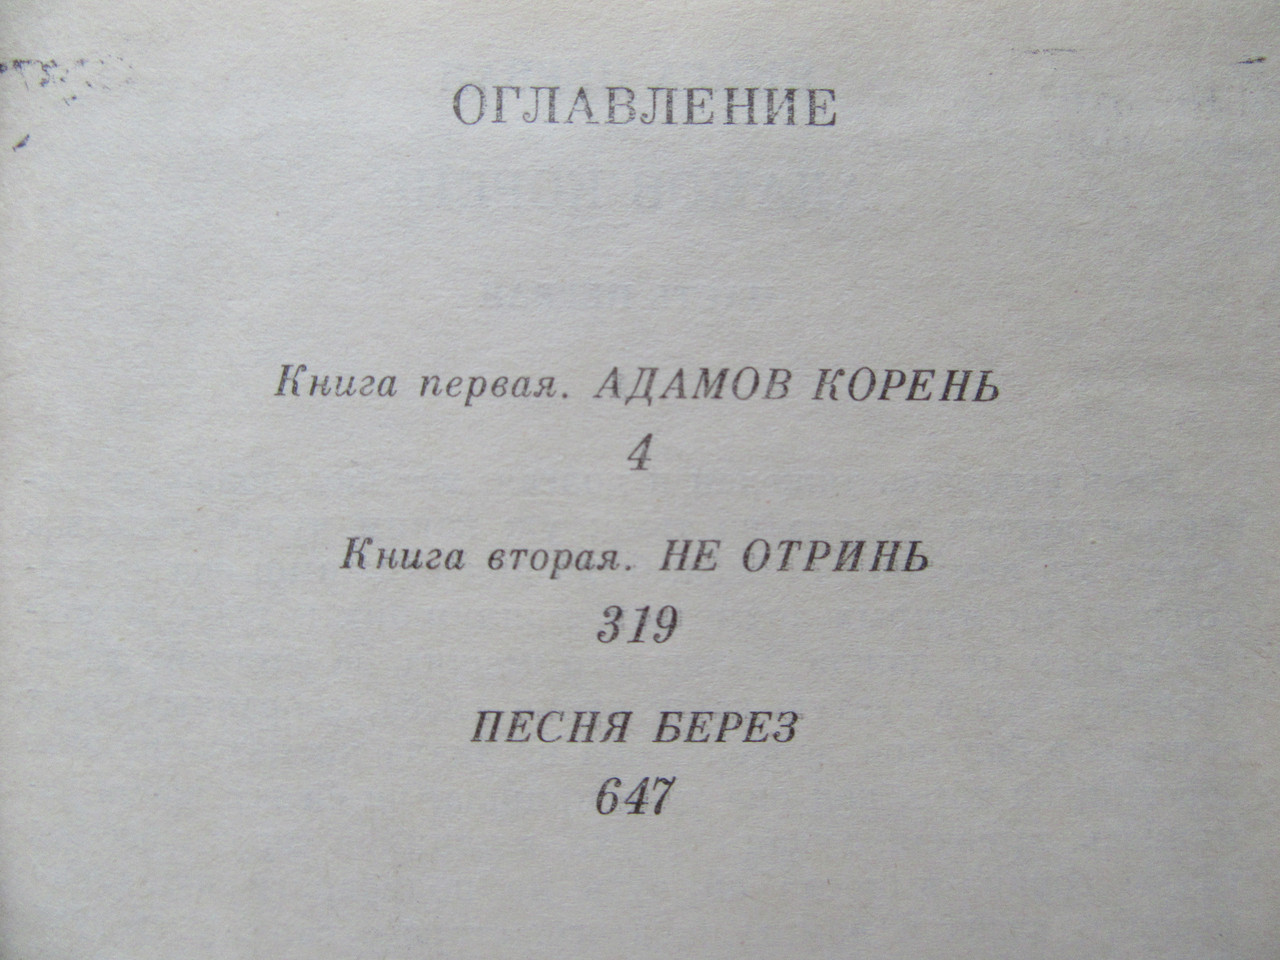 ОГЛАВЛЕНИЕ
Книга первая. АДАМОВ КОРЕНЬ
4
Книга вторая. НЕ ОТРИНЬ
319
ПЕСНЯ БЕРЕЗ
647